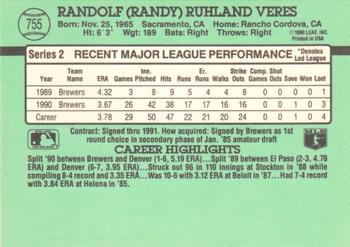 755
RANDOLF (RANDY) RUHLAND VERES
Born: Nov. 25, 1965 Sacramento, CA Home: Rancho Cordova, CA
Ht: 6' 3" Wgt: 189 Bats: Right Throws: Right
© 1990 LEAF, INC.
Printed in USA
Series 2 RECENT MAJOR LEAGUE PERFORMANCE *Denotes Led League
ERA Games Innings Pitched Hits Er. Runs Runs Walks Strike Outs Comp. Games Shut Outs Save Won Lost
1989 Brewers 4.32 3 8 9 5 4 4 8 0 0 0 0 1
1990 Brewers 3.67 26 42 38 17 17 16 16 0 0 1 0 3
Career 3.78 29 50 47 22 21 20 24 0 0 1 0 4
Contract: Signed thru 1991. How acquired: Signed by Brewers as 1st
round choice in secondary phase of Jan. '85 amateur draft
CAREER HIGHLIGHTS
Split '90 between Brewers and Denver (1-6, 5.19 ERA)... Split '89 between El Paso (2-3, 4.78
ERA) and Denver (6-7, 3.95 ERA)... Struck out 96 in 110 innings at Stockton in '88 while
compiling 8-4 record and 3.35 ERA... Was 10-6 with 3.12 ERA at Beloit in '87... Had 7-4 record
with 3.84 ERA at Helena in '85.